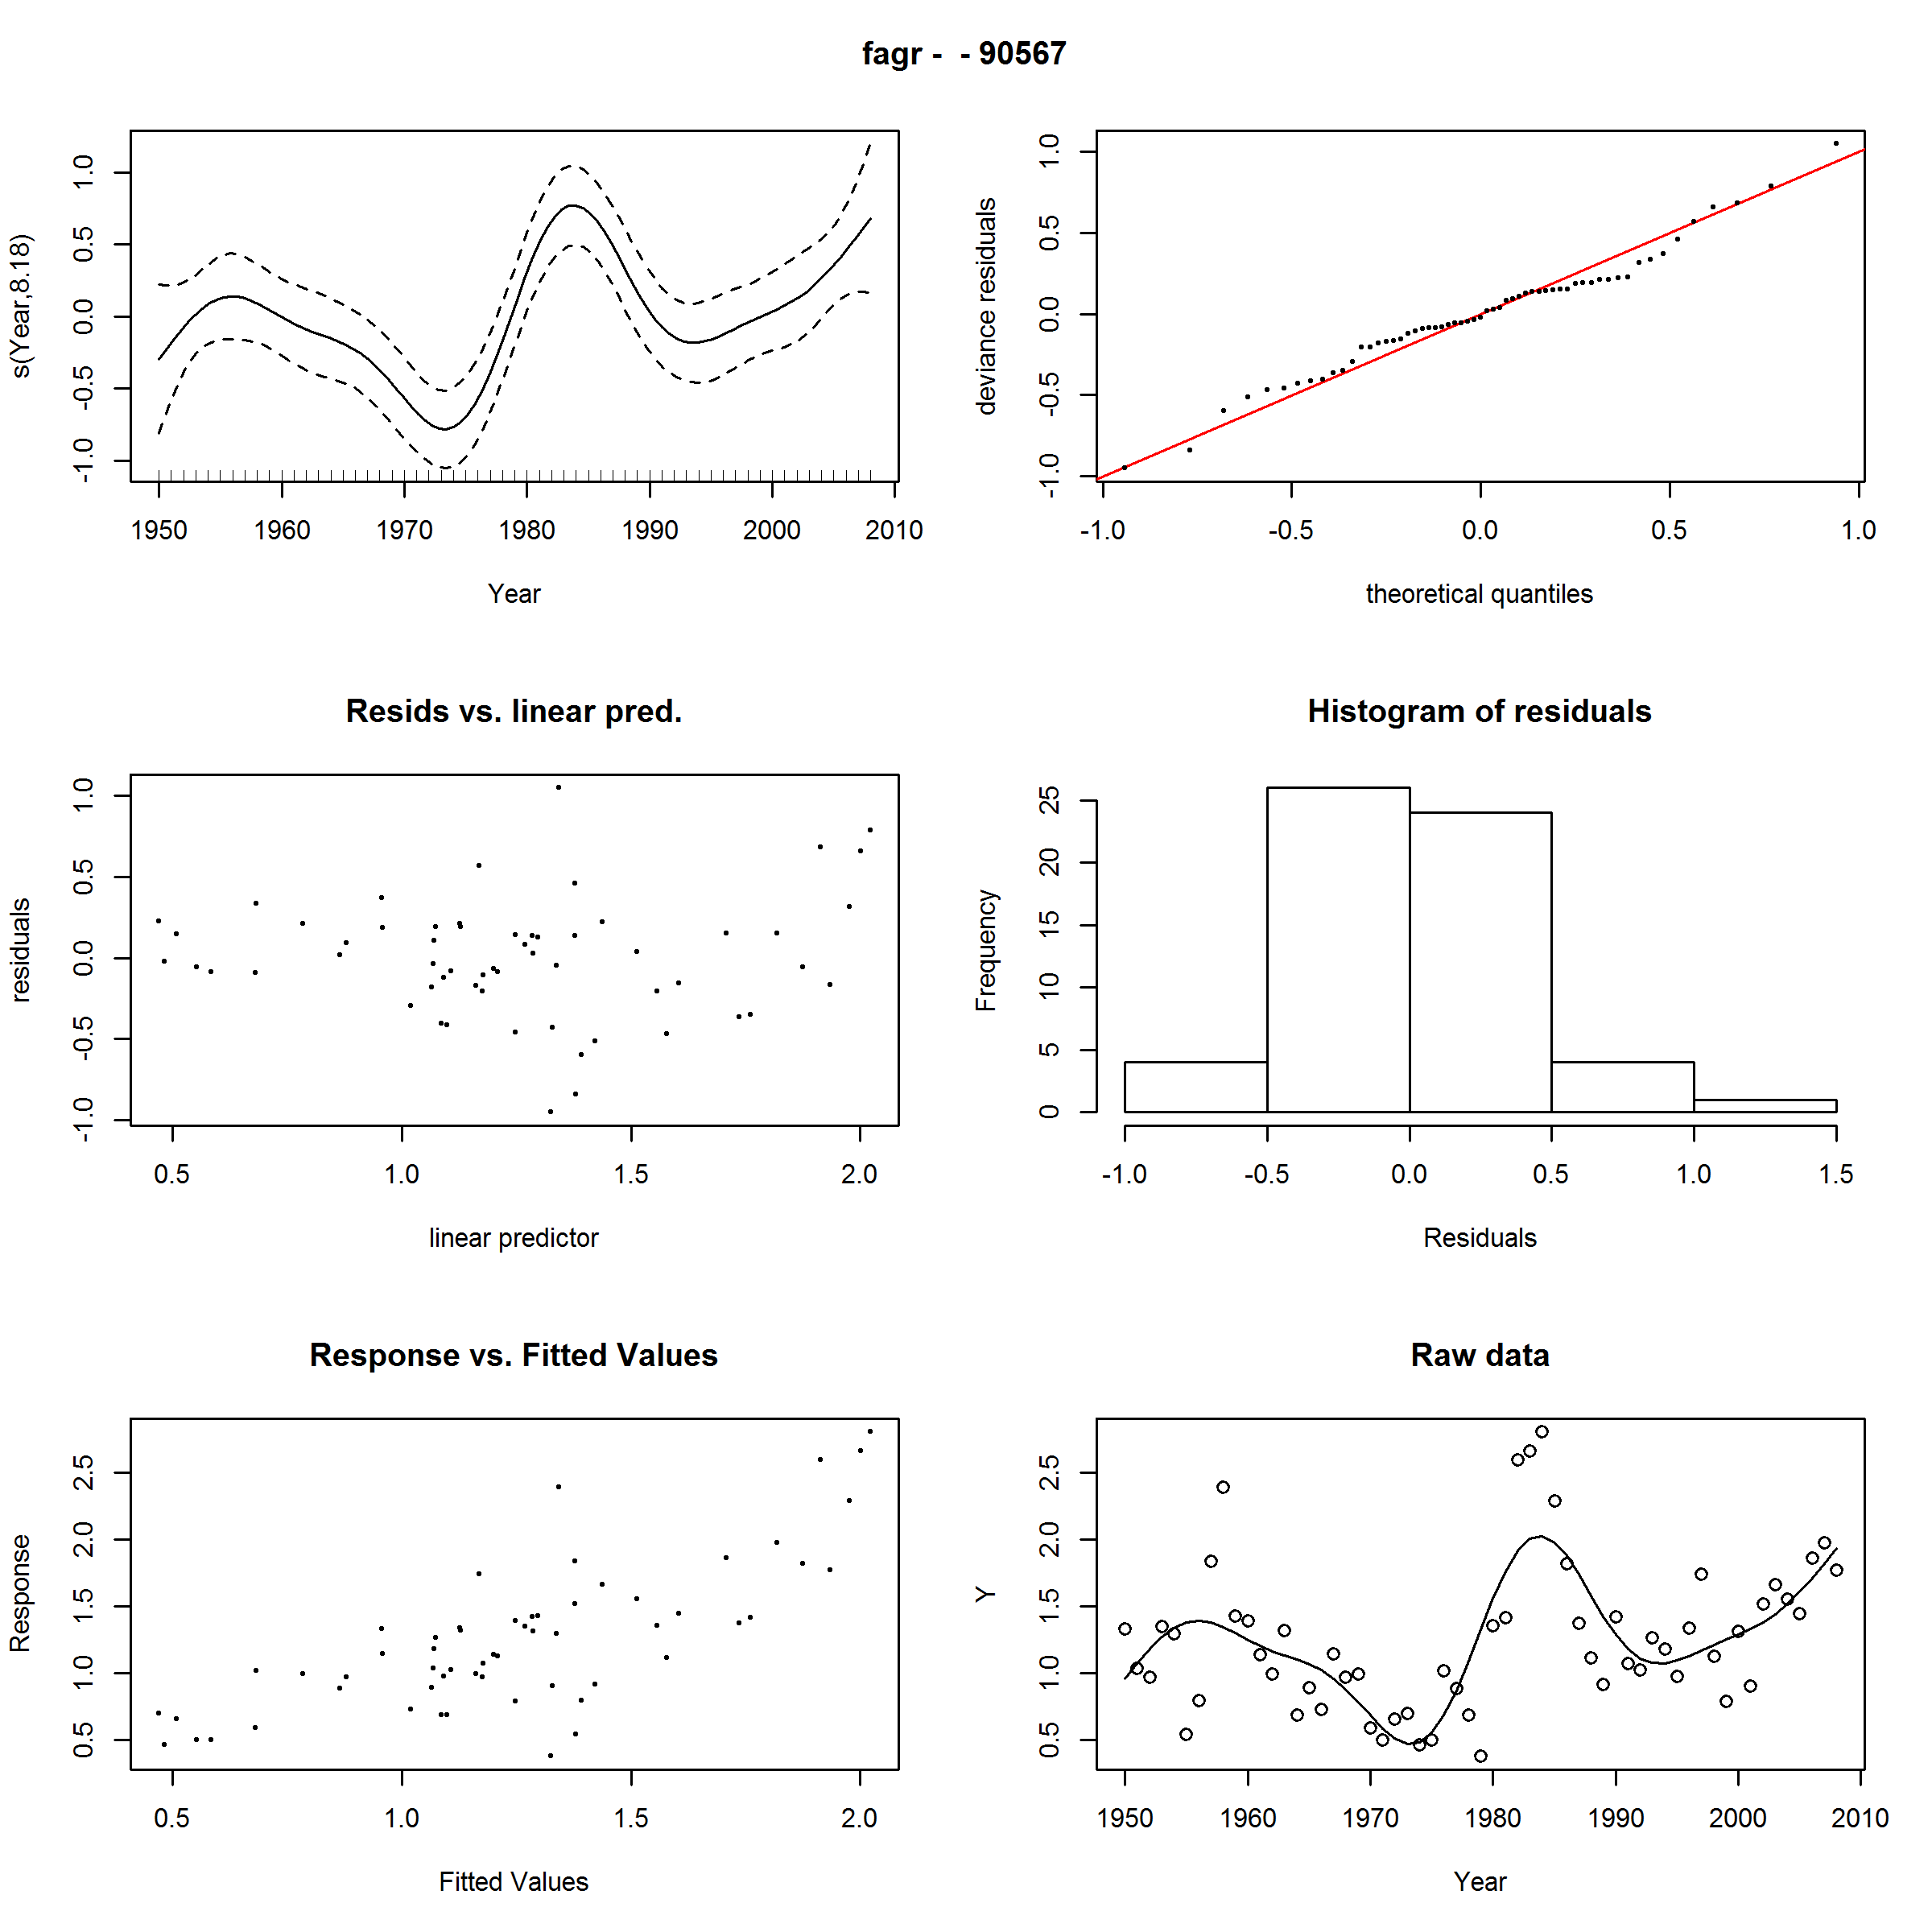 fagr -  - 90567
s(Year,8.18)
1.0
0.5
0.0
-0.5
-1.0
1950 1960 1970 1980 1990 2000 2010
Year
deviance residuals
1.0
0.5
0.0
-0.5
-1.0
-1.0 -0.5 0.0 0.5 1.0
theoretical quantiles
Resids vs. linear pred.
residuals
1.0
0.5
0.0
-0.5
-1.0
0.5 1.0 1.5 2.0
linear predictor
Histogram of residuals
Frequency
25
20
15
10
5
0
-1.0 -0.5 0.0 0.5 1.0 1.5
Residuals
Response vs. Fitted Values
Response
2.5
2.0
1.5
1.0
0.5
0.5 1.0 1.5 2.0
Fitted Values
Raw data
Y
2.5
2.0
1.5
1.0
0.5
1950 1960 1970 1980 1990 2000 2010
Year